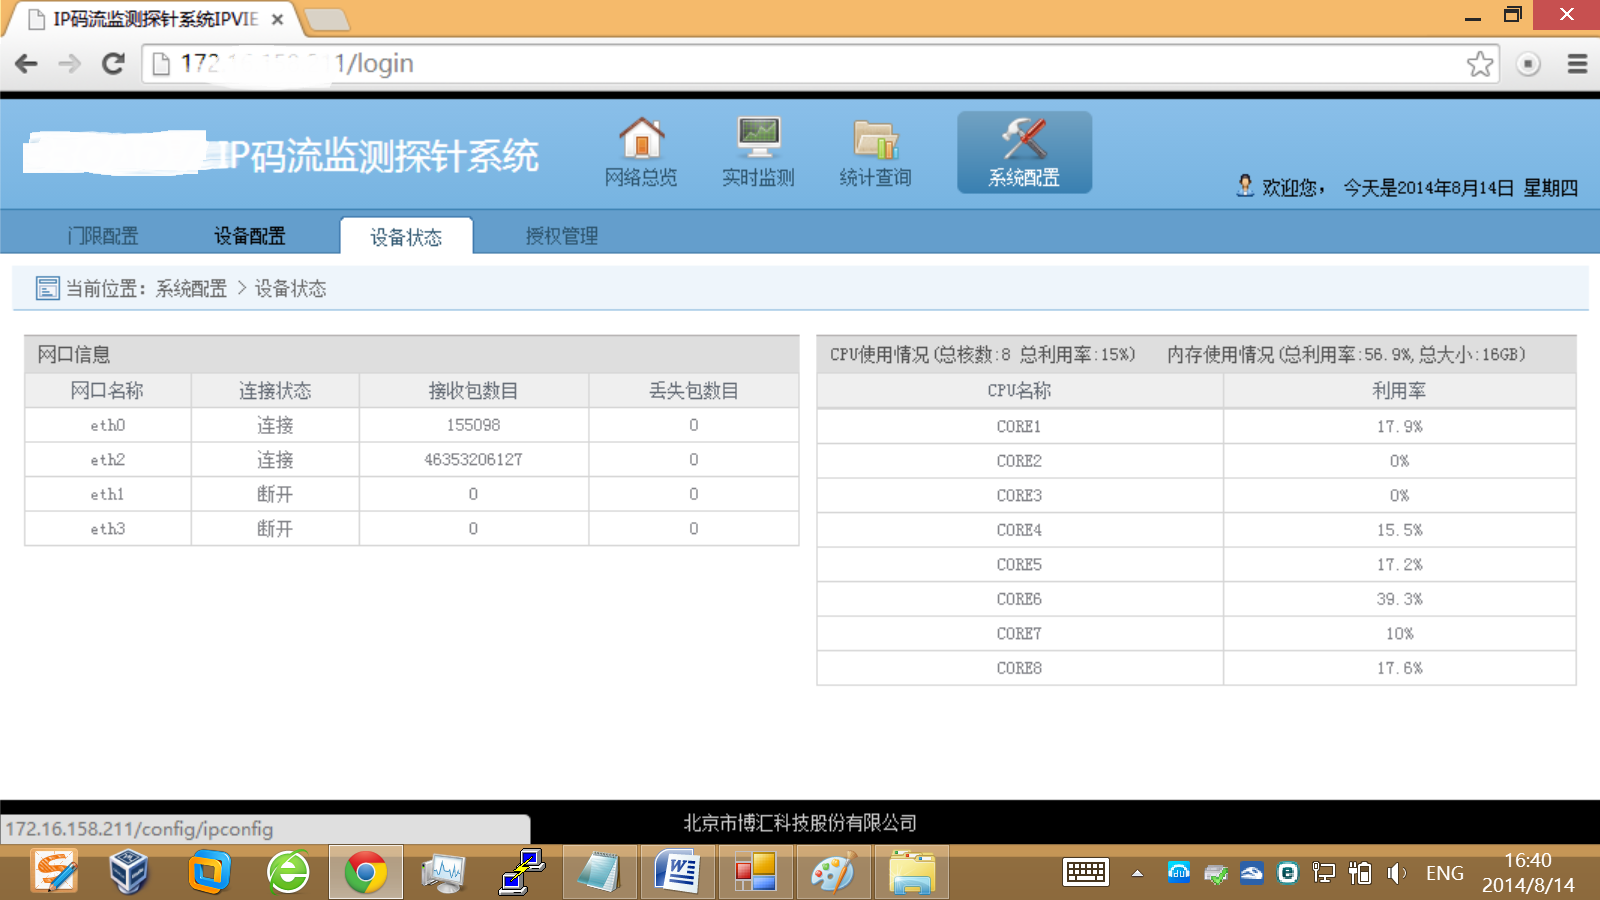 IP码流监测探针系统IPVIE
172.16.158.211/login
IP码流监测探针系统
网络总览
实时监测
统计查询
系统配置
欢迎您， 今天是2014年8月14日 星期四
门限配置
设备配置
设备状态
授权管理
当前位置：系统配置 > 设备状态
网口信息
网口名称 连接状态 接收包数目 丢失包数目
eth0 连接 155098 0
eth2 连接 46353206127 0
eth1 断开 0 0
eth3 断开 0 0
CPU使用情况(总核数:8 总利用率:15%) 内存使用情况(总利用率:56.9%,总大小:16GB)
CPU名称 利用率
CORE1 17.9%
CORE2 0%
CORE3 0%
CORE4 15.5%
CORE5 17.2%
CORE6 39.3%
CORE7 10%
CORE8 17.6%
北京市博汇科技股份有限公司
172.16.158.211/config/ipconfig
ENG
16:40
2014/8/14